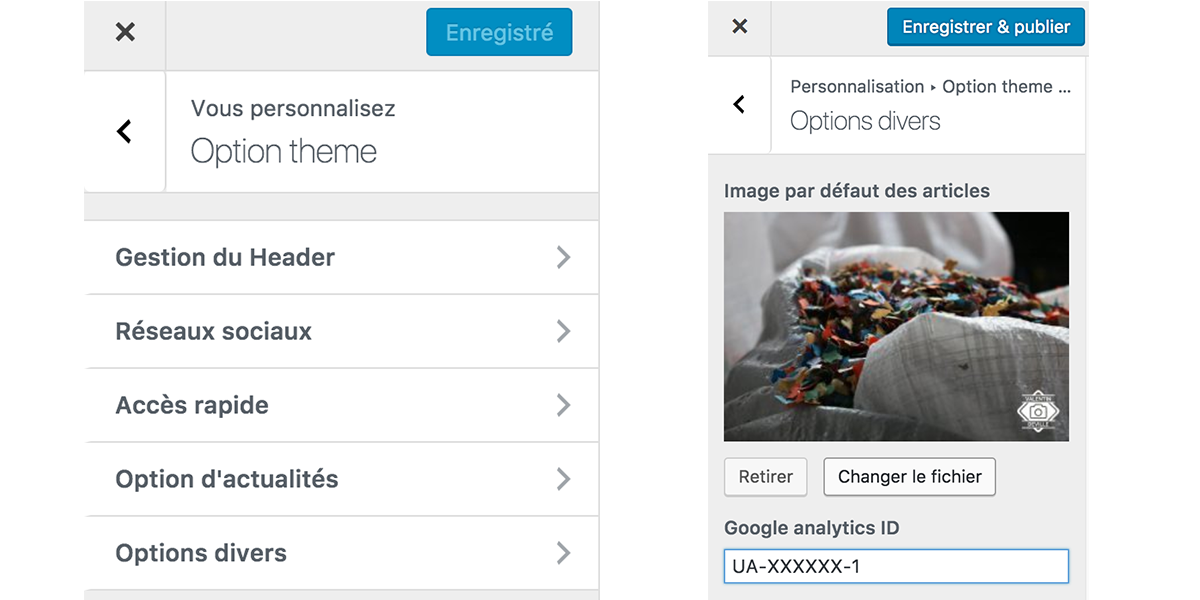 Enregistré
Vous personnalisez
Option theme
Gestion du Header
Réseaux sociaux
Accès rapide
Option d'actualités
Options divers
Enregistrer & publier
Personnalisation ▸ Option theme ...
Options divers
Image par défaut des articles
VALENTIN
Retirer
Changer le fichier
Google analytics ID
UA-XXXXXX-1